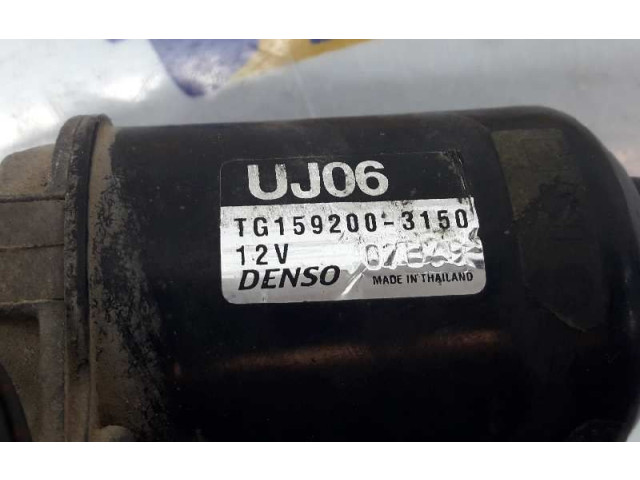 UJ06
TG159200-3150
12V
DENSO MADE IN THAILAND